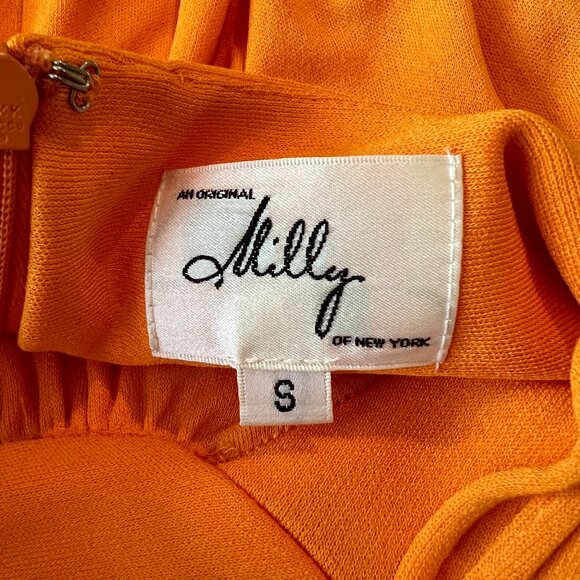 AN ORIGINAL
Milly
OF NEW YORK
S